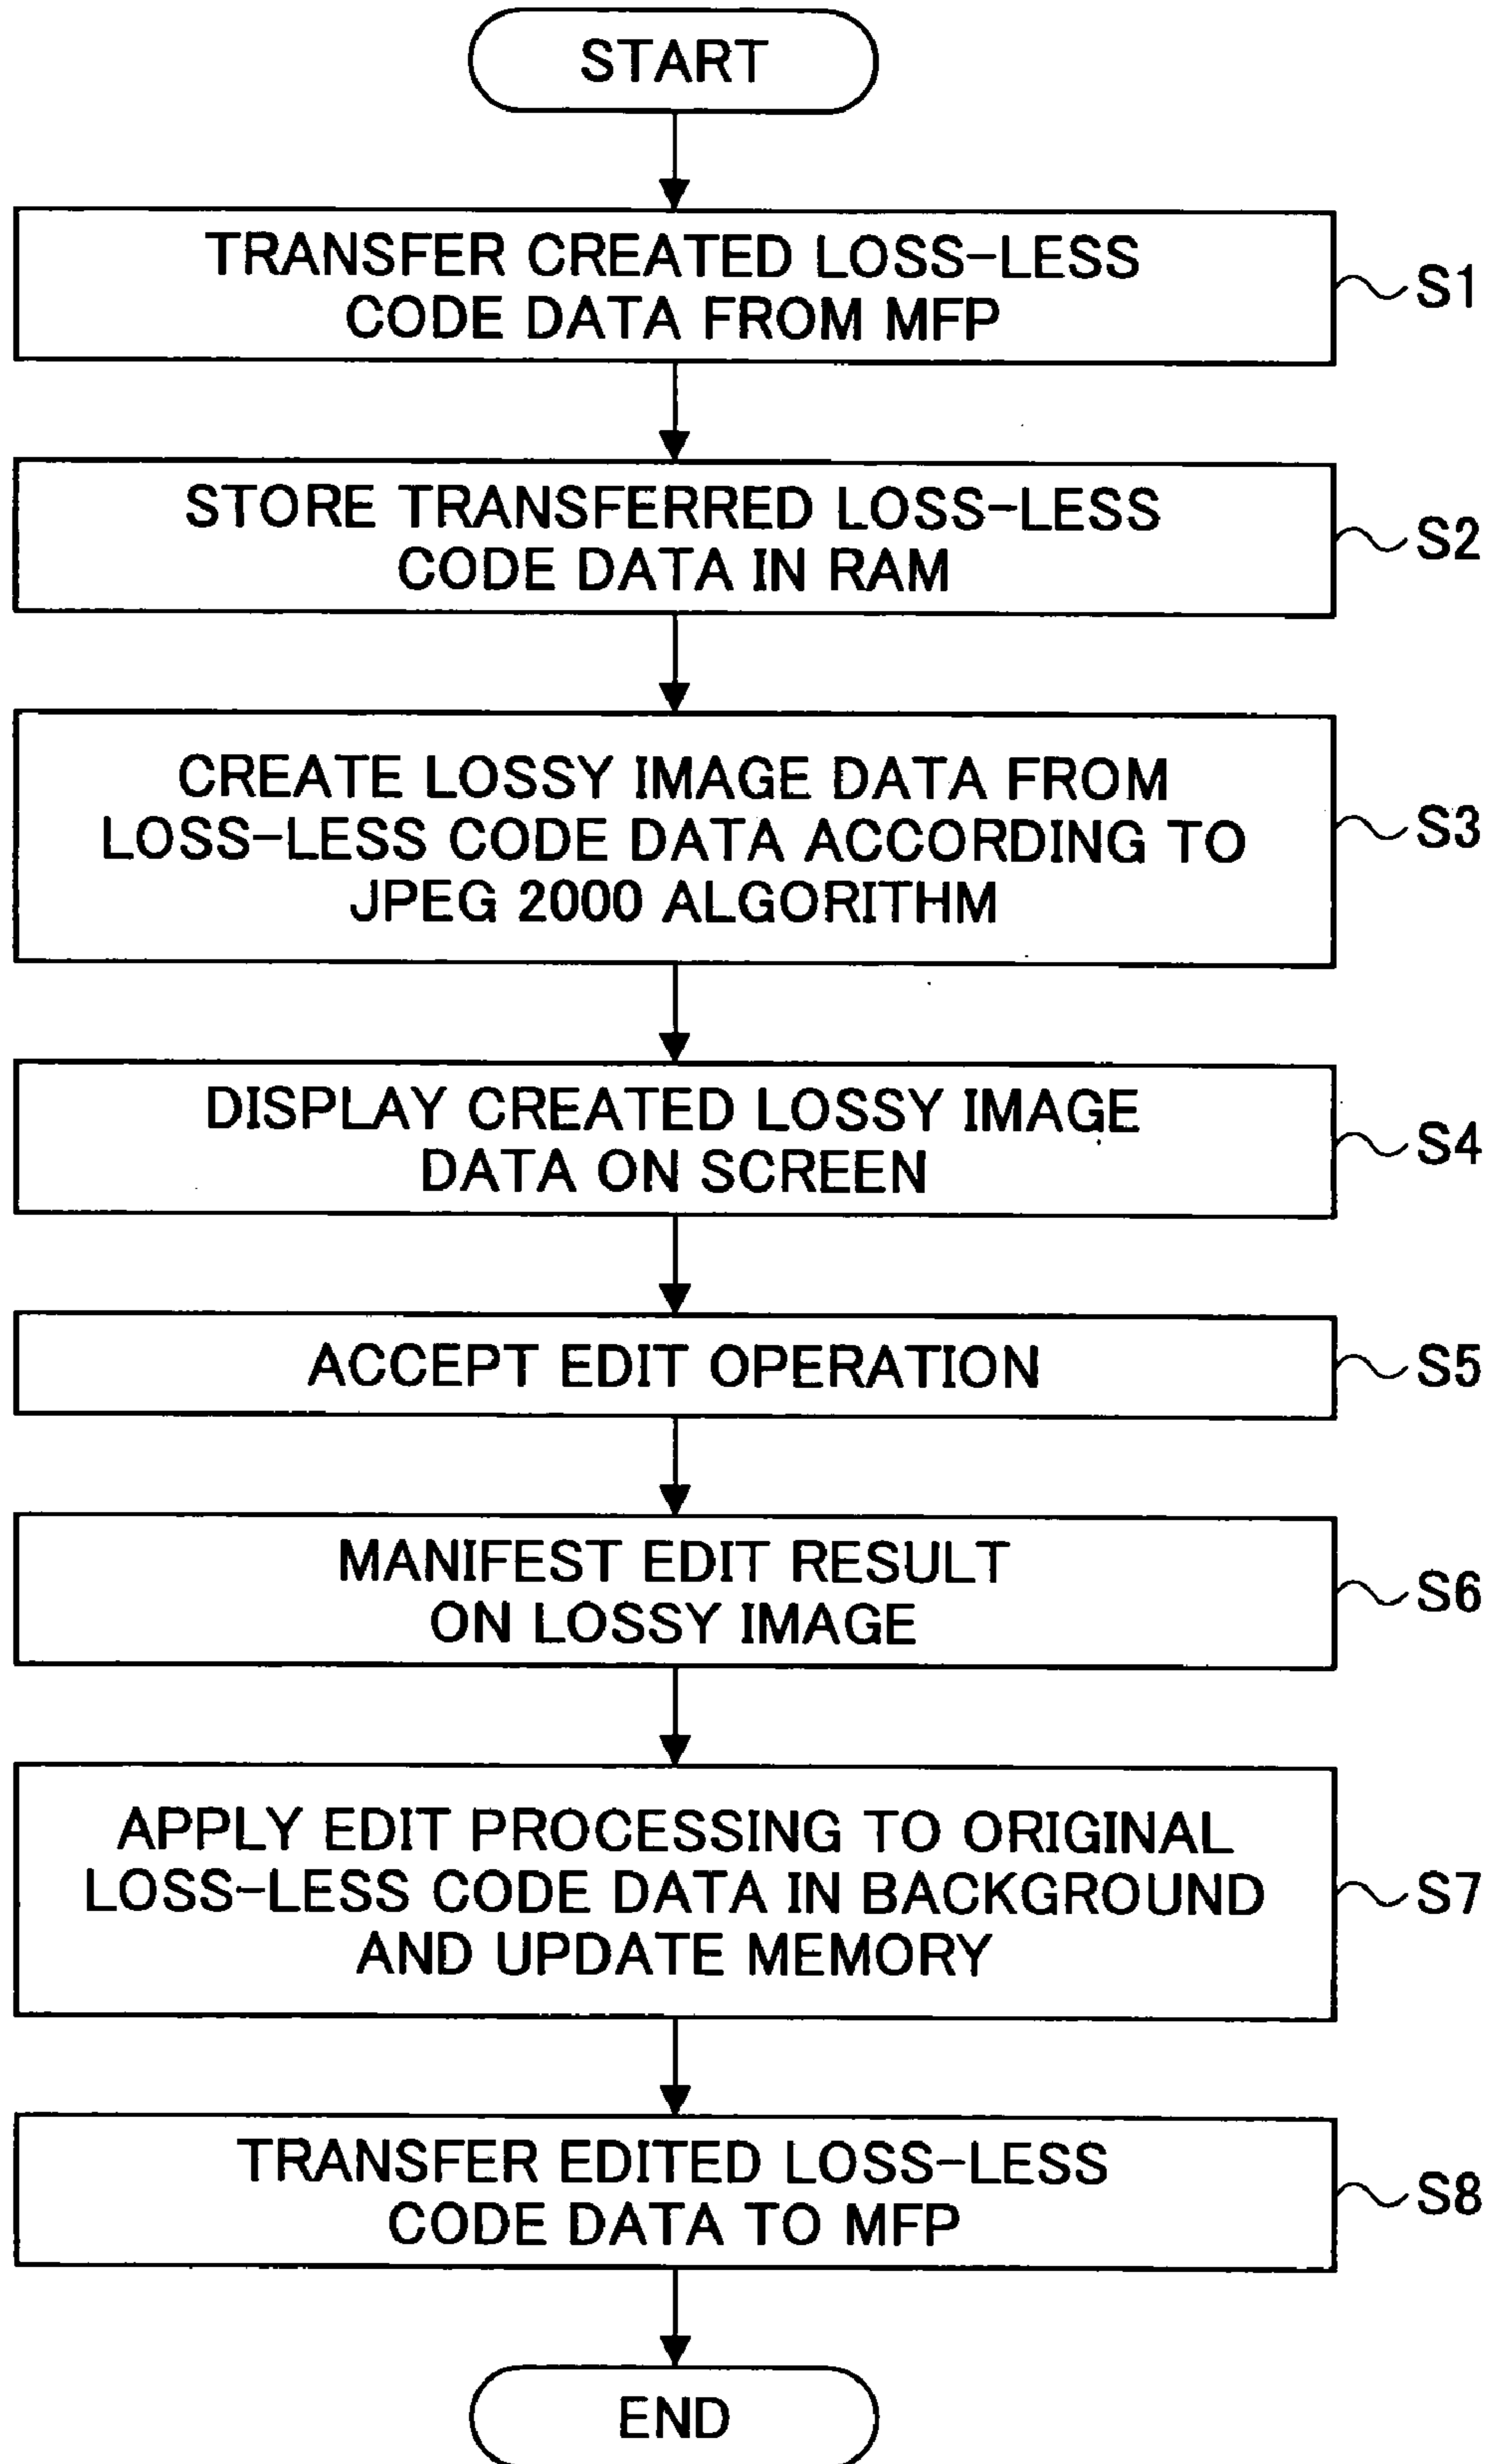 START
TRANSFER CREATED LOSS-LESS
CODE DATA FROM MFP
S1
STORE TRANSFERRED LOSS-LESS
CODE DATA IN RAM
S2
CREATE LOSSY IMAGE DATA FROM
LOSS-LESS CODE DATA ACCORDING TO
JPEG 2000 ALGORITHM
S3
DISPLAY CREATED LOSSY IMAGE
DATA ON SCREEN
S4
ACCEPT EDIT OPERATION
S5
MANIFEST EDIT RESULT
ON LOSSY IMAGE
S6
APPLY EDIT PROCESSING TO ORIGINAL
LOSS-LESS CODE DATA IN BACKGROUND
AND UPDATE MEMORY
S7
TRANSFER EDITED LOSS-LESS
CODE DATA TO MFP
S8
END